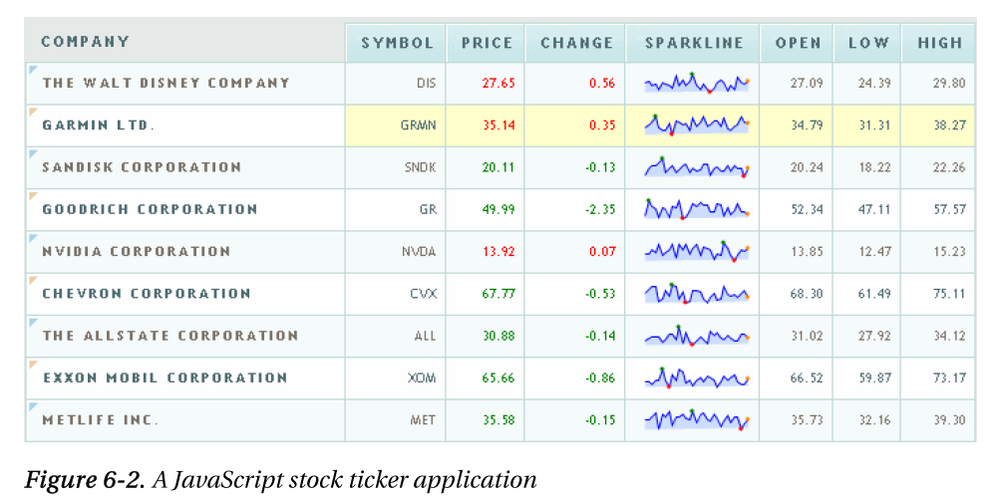 COMPANY SYMBOL PRICE CHANGE SPARKLINE OPEN LOW HIGH
THE WALT DISNEY COMPANY DIS 27.65 0.56 27.09 24.39 29.80
GARMIN LTD. GRMN 35.14 0.35 34.79 31.31 38.27
SANDISK CORPORATION SNDK 20.11 -0.13 20.24 18.22 22.26
GOODRICH CORPORATION GR 49.99 -2.35 52.34 47.11 57.57
NVIDIA CORPORATION NVDA 13.92 0.07 13.85 12.47 15.23
CHEVRON CORPORATION CVX 67.77 -0.53 68.30 61.49 75.11
THE ALLSTATE CORPORATION ALL 30.88 -0.14 31.02 27.92 34.12
EXXON MOBIL CORPORATION XOM 65.66 -0.86 66.52 59.87 73.17
METLIFE INC. MET 35.58 -0.15 35.73 32.16 39.30
Figure 6-2. A JavaScript stock ticker application